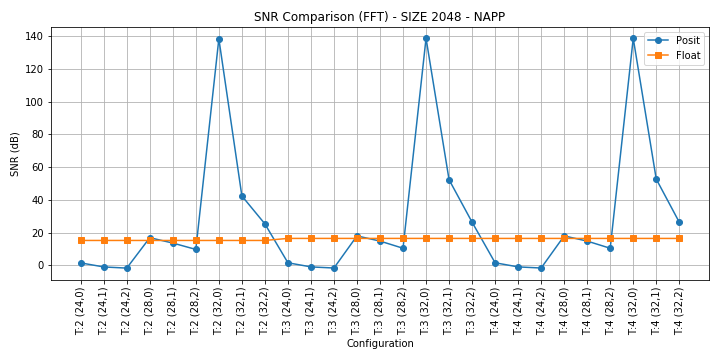 SNR Comparison (FFT) - SIZE 2048 - NAPP
Posit
Float
SNR (dB)
140
120
100
80
60
40
20
0
T:2 (24,0)
T:2 (24,1)
T:2 (24,2)
T:2 (28,0)
T:2 (28,1)
T:2 (28,2)
T:2 (32,0)
T:2 (32,1)
T:2 (32,2)
T:3 (24,0)
T:3 (24,1)
T:3 (24,2)
T:3 (28,0)
T:3 (28,1)
T:3 (28,2)
T:3 (32,0)
T:3 (32,1)
T:3 (32,2)
T:4 (24,0)
T:4 (24,1)
T:4 (24,2)
T:4 (28,0)
T:4 (28,1)
T:4 (28,2)
T:4 (32,0)
T:4 (32,1)
T:4 (32,2)
Configuration